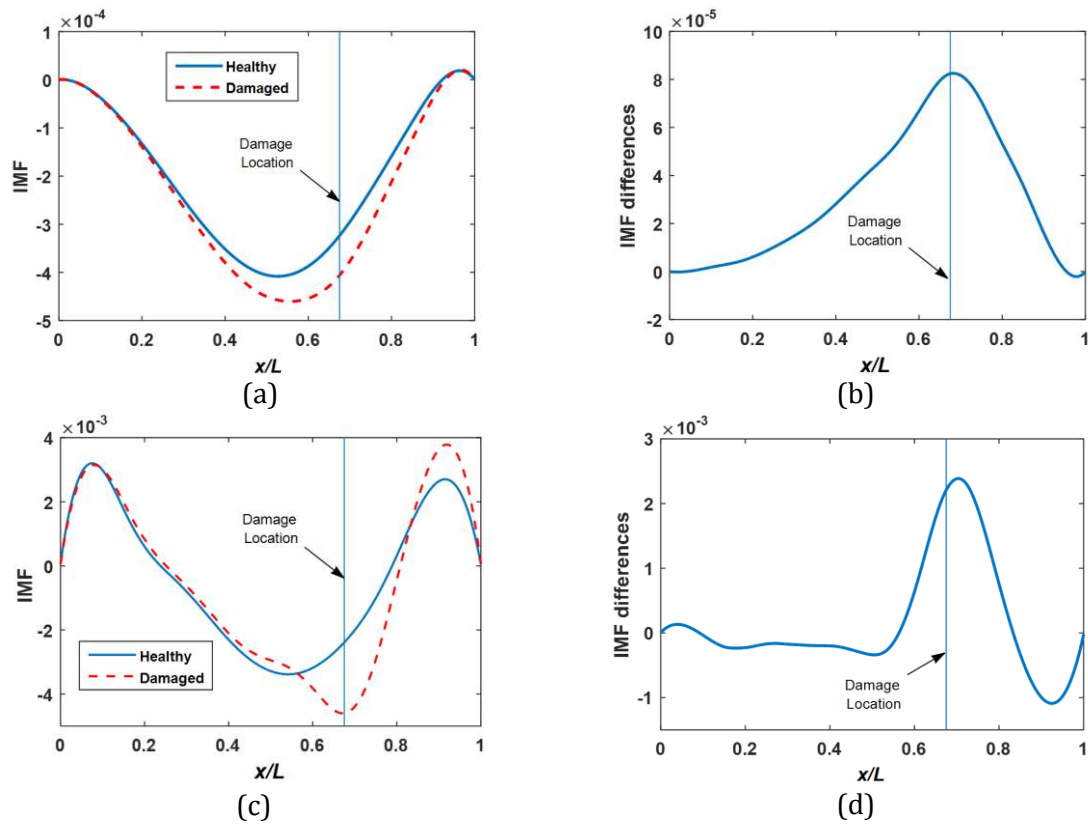 ×10⁻⁴
1
0
-1
-2
-3
-4
-5
IMF
Healthy
Damaged
Damage
Location
0 0.2 0.4 0.6 0.8 1
x/L
(a)
×10⁻⁵
10
8
6
4
2
0
-2
IMF differences
Damage
Location
0 0.2 0.4 0.6 0.8 1
x/L
(b)
×10⁻³
4
2
0
-2
-4
IMF
Damage
Location
Healthy
Damaged
0 0.2 0.4 0.6 0.8 1
x/L
(c)
×10⁻³
3
2
1
0
-1
IMF differences
Damage
Location
0 0.2 0.4 0.6 0.8 1
x/L
(d)